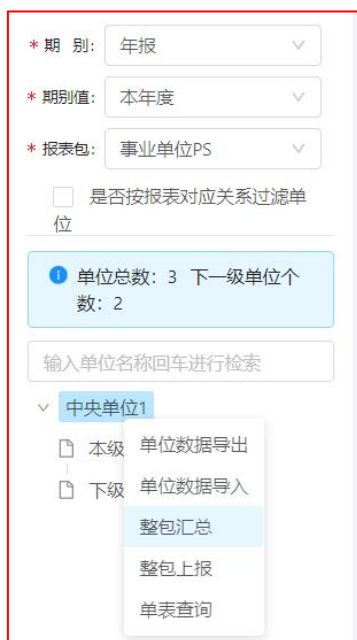 * 期 别: 年报
* 期别值: 本年度
* 报表包: 事业单位PS
是否按报表对应关系过滤单
位
单位总数: 3 下一级单位个
数: 2
输入单位名称回车进行检索
中央单位1
本级
单位数据导出
下级
单位数据导入
整包汇总
整包上报
单表查询